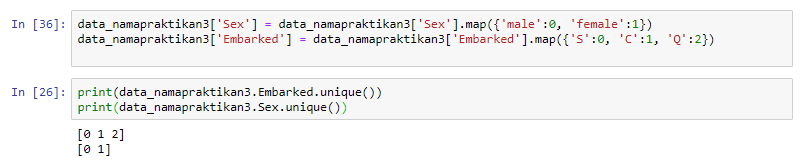 In [36]: data_namapraktikan3['Sex'] = data_namapraktikan3['Sex'].map({'male':0, 'female':1})
data_namapraktikan3['Embarked'] = data_namapraktikan3['Embarked'].map({'S':0, 'C':1, 'Q':2})
In [26]: print(data_namapraktikan3.Embarked.unique())
print(data_namapraktikan3.Sex.unique())
[0 1 2]
[0 1]